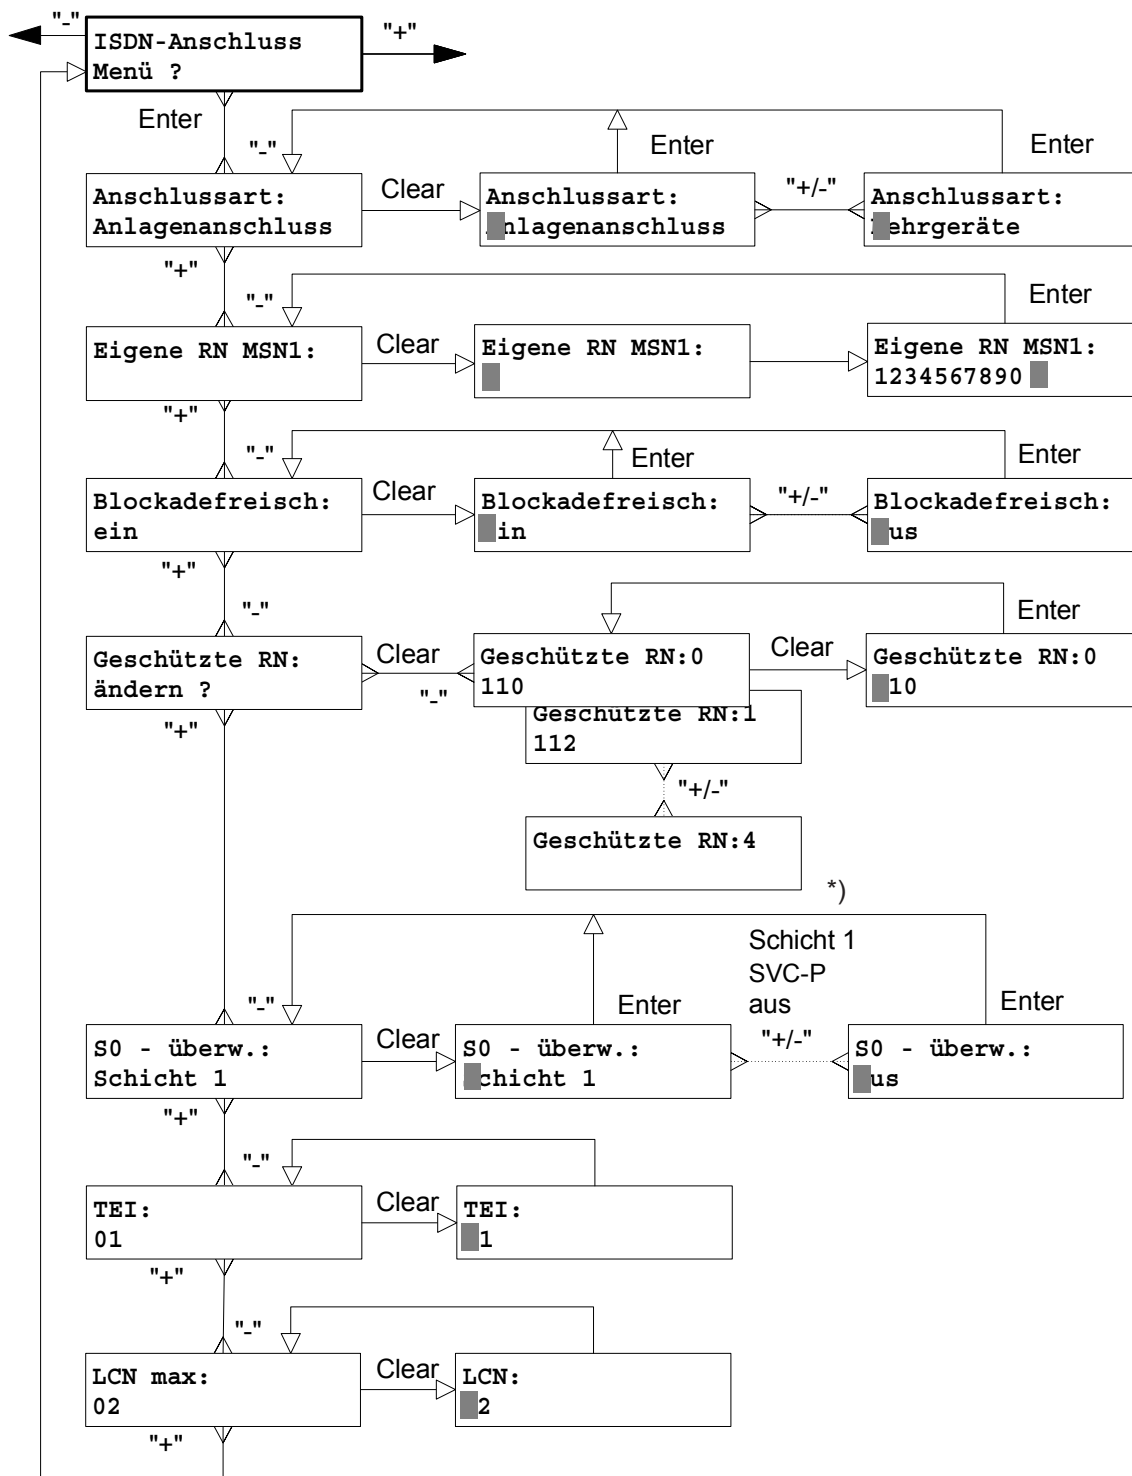 "-"
ISDN-Anschluss
Menü ?
"+"
Enter
"-"
Enter
Enter
Anschlussart:
Anlagenanschluss
Clear
Anschlussart:
nlagenanschluss
"+/-"
Anschlussart:
ehrgeräte
"+"
"-"
Enter
Eigene RN MSN1:
Clear
Eigene RN MSN1:
Eigene RN MSN1:
1234567890
"+"
"-"
Enter
Enter
Blockadefreisch:
ein
Clear
Blockadefreisch:
in
"+/-"
Blockadefreisch:
us
"+"
"-"
Enter
Geschützte RN:
ändern ?
Clear
"-"
Geschützte RN:0
110
Clear
Geschützte RN:0
10
"+"
Geschützte RN:1
112
"+/-"
Geschützte RN:4
*)
Schicht 1
SVC-P
aus
"-"
Enter
Enter
S0 - überw.:
Schicht 1
Clear
S0 - überw.:
chicht 1
"+/-"
S0 - überw.:
us
"+"
"-"
TEI:
01
Clear
TEI:
1
"+"
"-"
LCN max:
02
Clear
LCN:
2
"+"